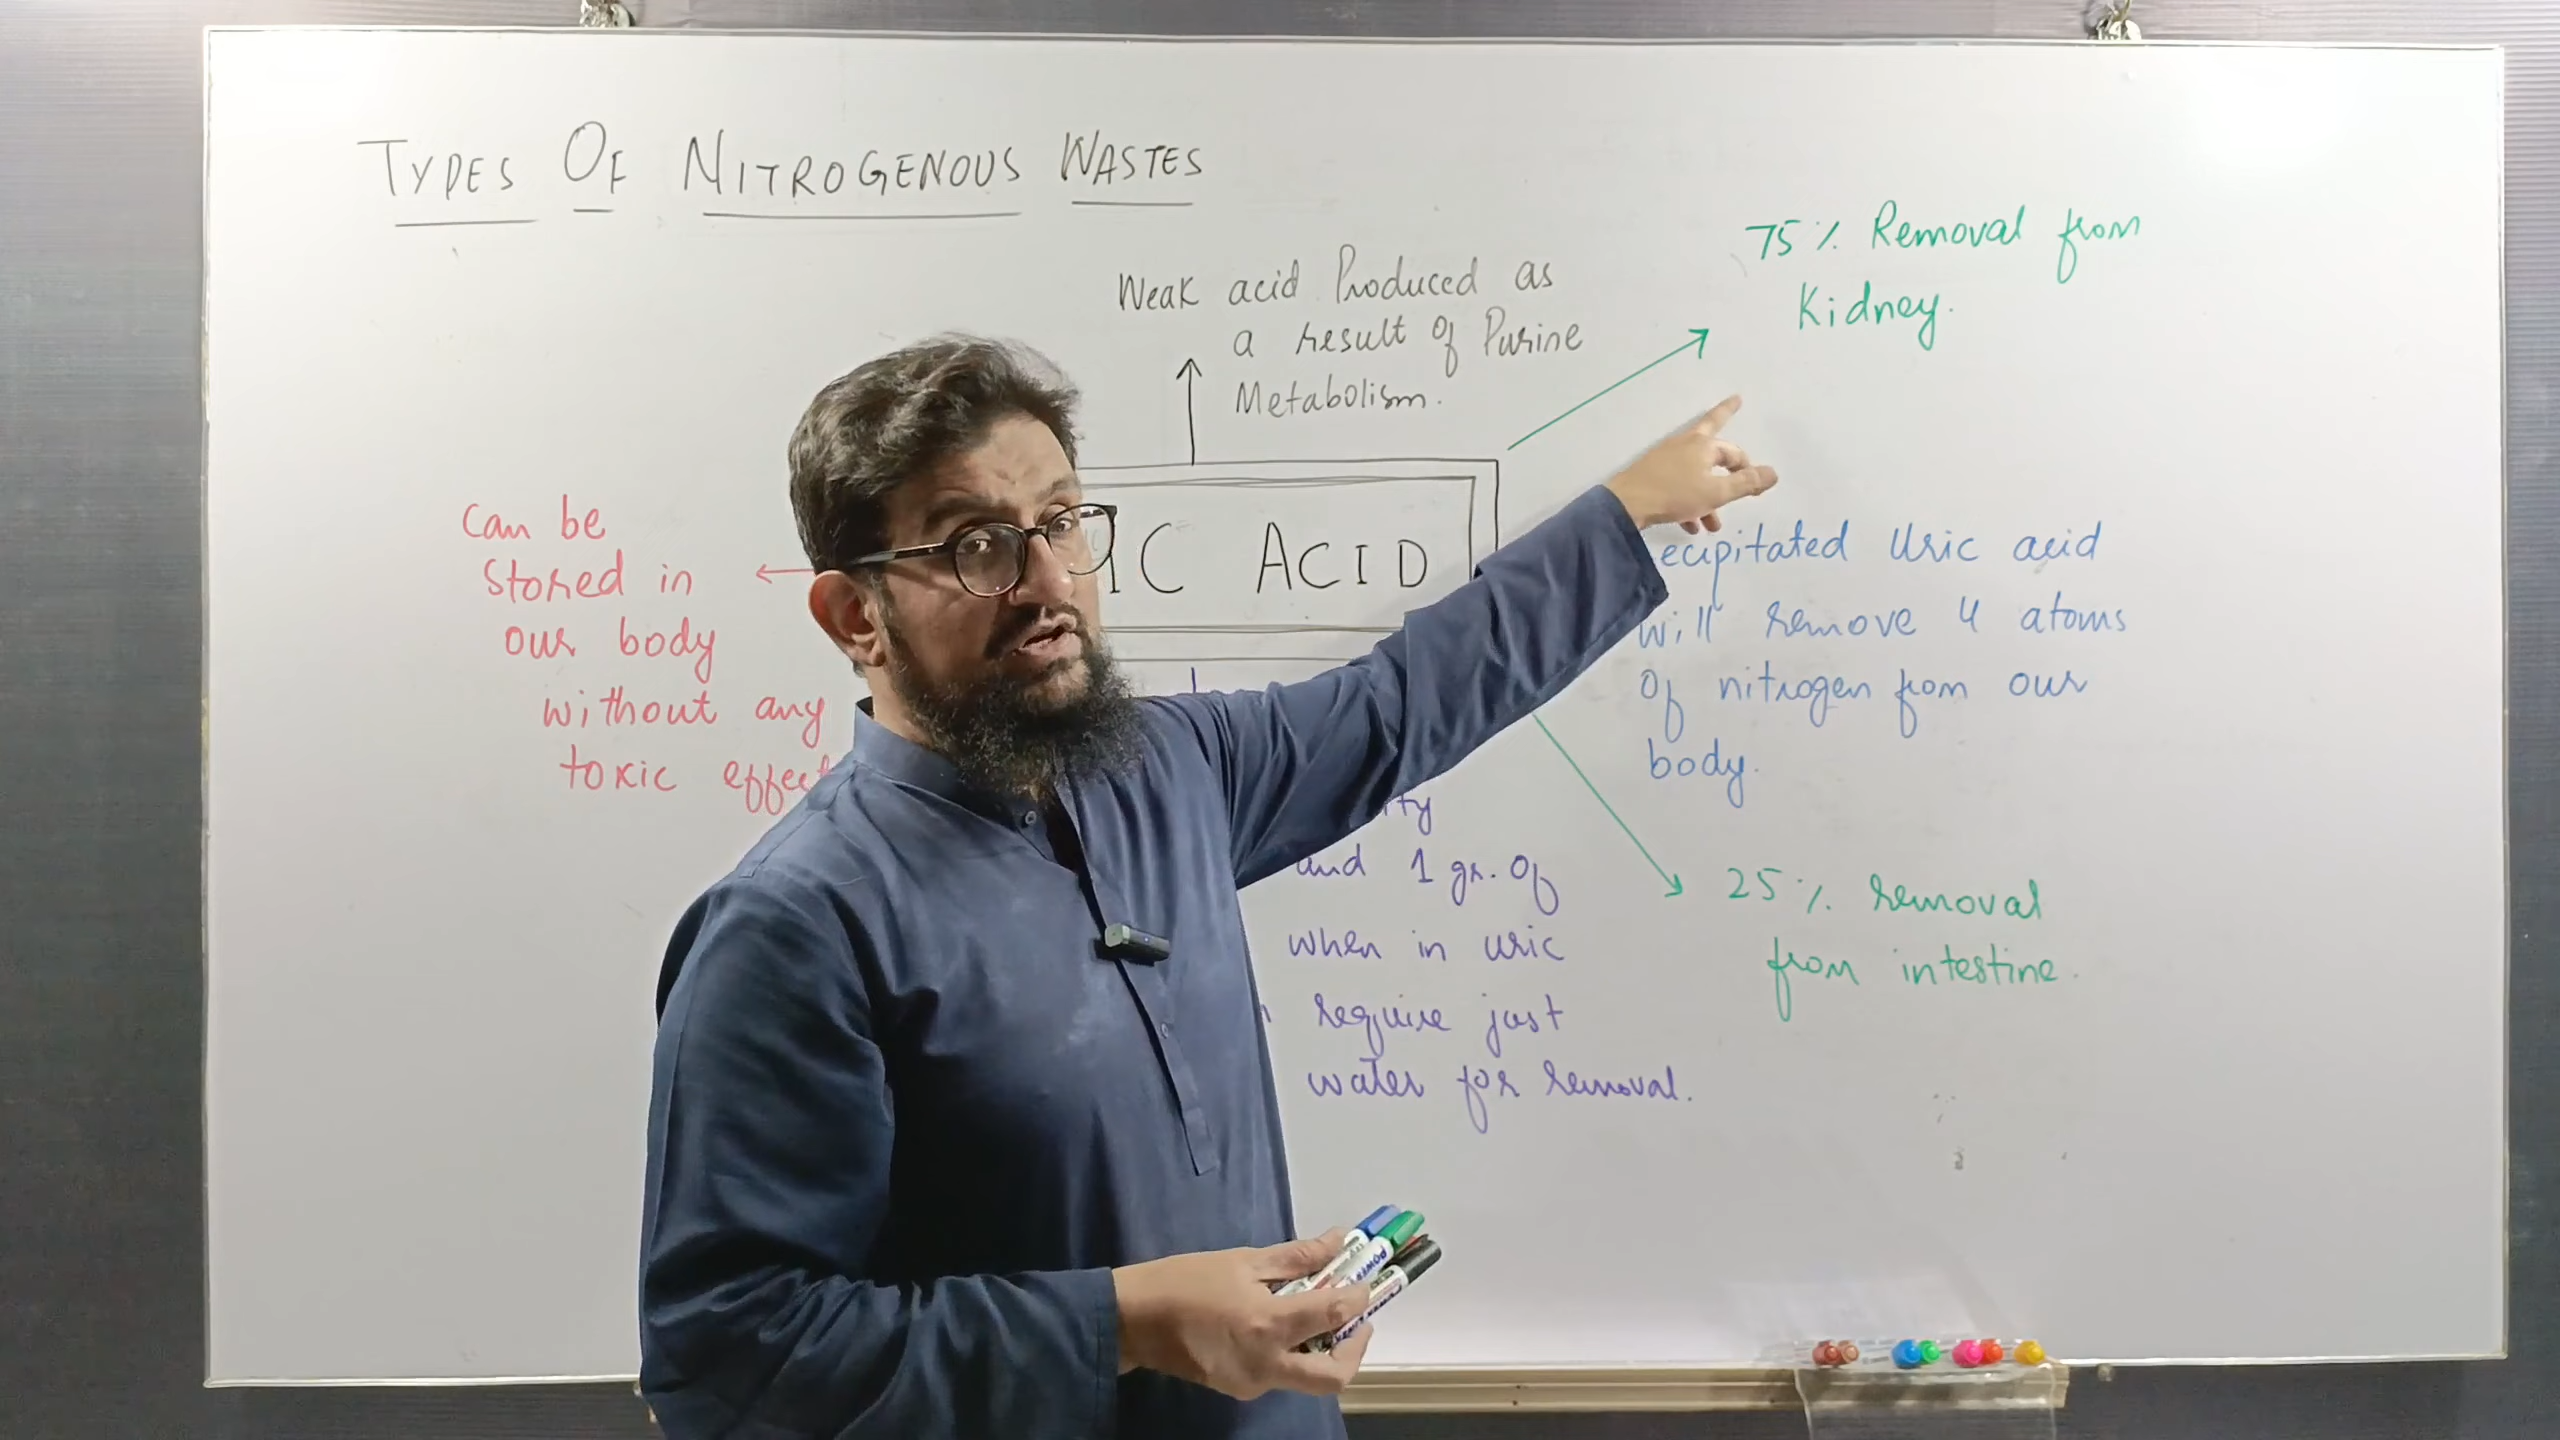 TYPES OF NITROGENOUS WASTES
Weak acid Produced as
a result of Purine
Metabolism.
75% Removal from
Kidney.
can be
stored in
our body
without any
toxic effect
IC ACID
ecipitated Uric acid
will remove 4 atoms
Of nitrogen from our
body.
ity
and 1 gr. Of
when in uric
require just
water for removal.
25% removal
from intestine.